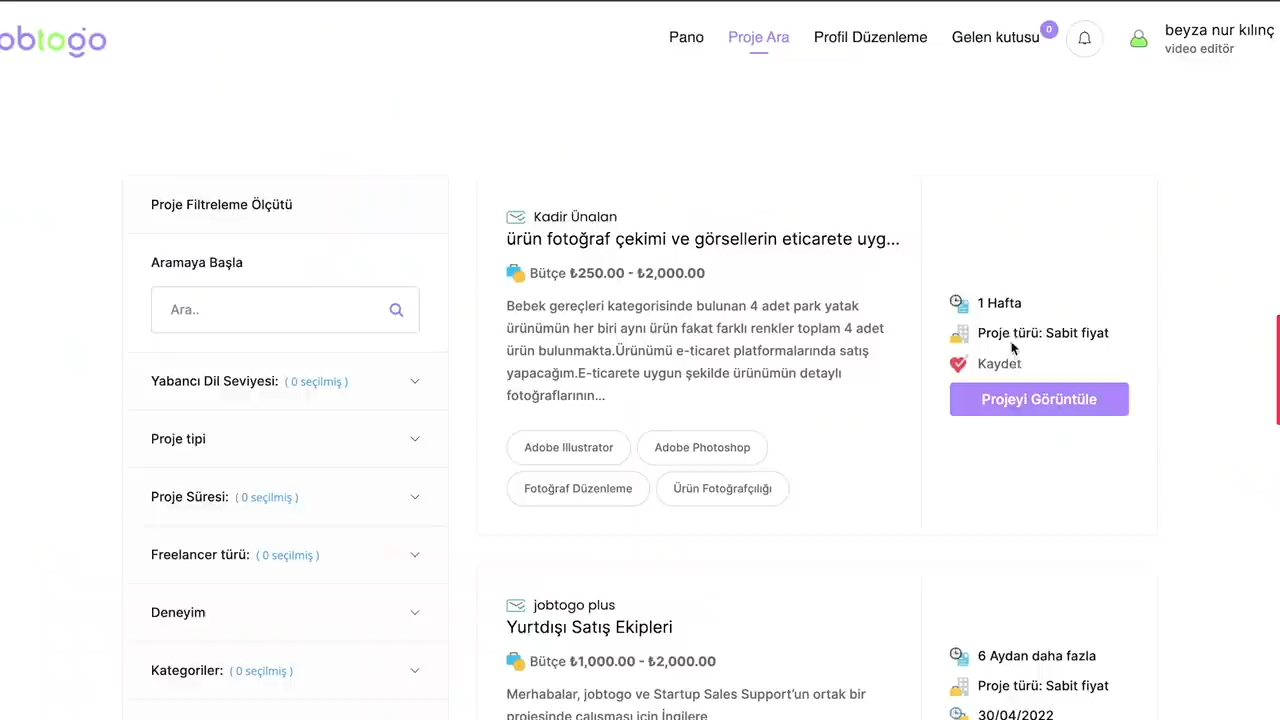 obtogo
Pano
Proje Ara
Profil Düzenleme
Gelen kutusu
0
beyza nur kılınç
video editör
Proje Filtreleme Ölçütü
Aramaya Başla
Ara..
Yabancı Dil Seviyesi: ( 0 seçilmiş )
Proje tipi
Proje Süresi: ( 0 seçilmiş )
Freelancer türü: ( 0 seçilmiş )
Deneyim
Kategoriler: ( 0 seçilmiş )
Kadir Ünalan
ürün fotoğraf çekimi ve görsellerin eticarete uyg...
Bütçe ₺250.00 - ₺2,000.00
Bebek gereçleri kategorisinde bulunan 4 adet park yatak
ürünümün her biri aynı ürün fakat farklı renkler toplam 4 adet
ürün bulunmakta.Ürünümü e-ticaret platformalarında satış
yapacağım.E-ticarete uygun şekilde ürünümün detaylı
fotoğraflarının...
Adobe Illustrator
Adobe Photoshop
Fotoğraf Düzenleme
Ürün Fotoğrafçılığı
1 Hafta
Proje türü: Sabit fiyat
Kaydet
Projeyi Görüntüle
jobtogo plus
Yurtdışı Satış Ekipleri
Bütçe ₺1,000.00 - ₺2,000.00
Merhabalar, jobtogo ve Startup Sales Support'un ortak bir
projesinde çalışması için İngilere
6 Aydan daha fazla
Proje türü: Sabit fiyat
30/04/2022